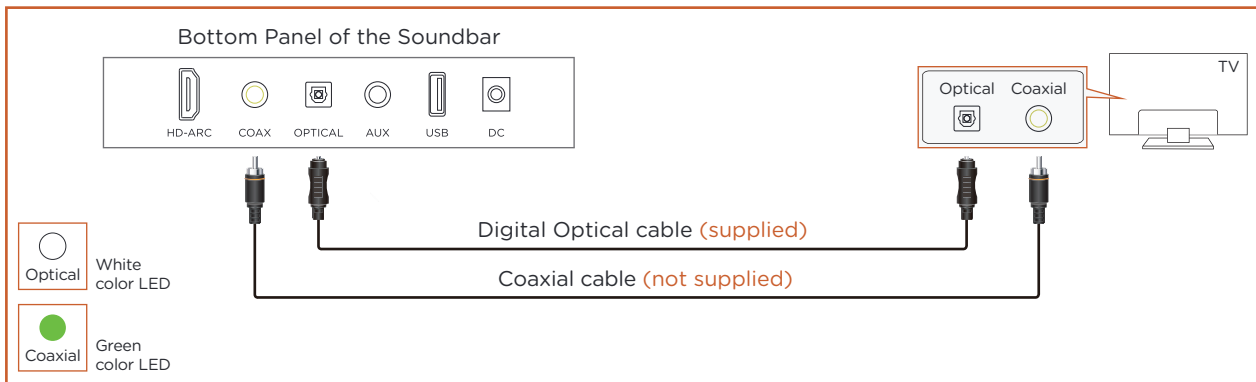 Bottom Panel of the Soundbar
HD-ARC COAX OPTICAL AUX USB DC
TV
Optical Coaxial
Digital Optical cable (supplied)
Coaxial cable (not supplied)
Optical
White
color LED
Coaxial
Green
color LED